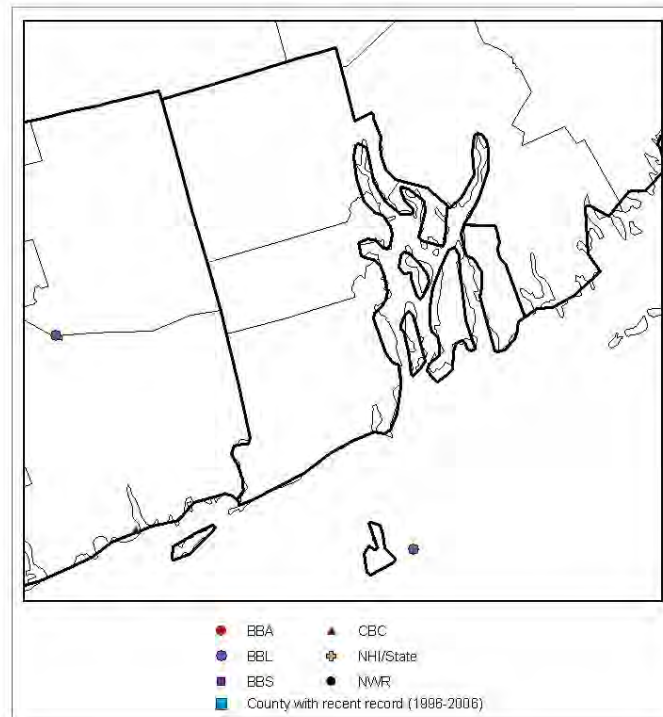 BBA CBC
BBL NHI/State
BBS NWR
County with recent record (1996-2006)